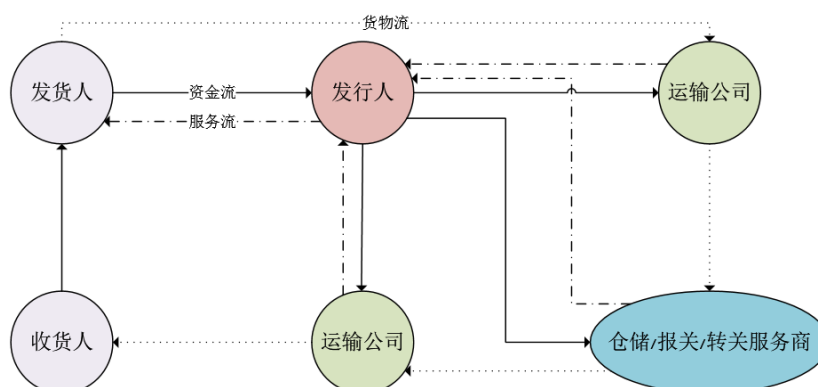 货物流
发货人
资金流
服务流
发行人
运输公司
收货人
运输公司
仓储/报关/转关服务商